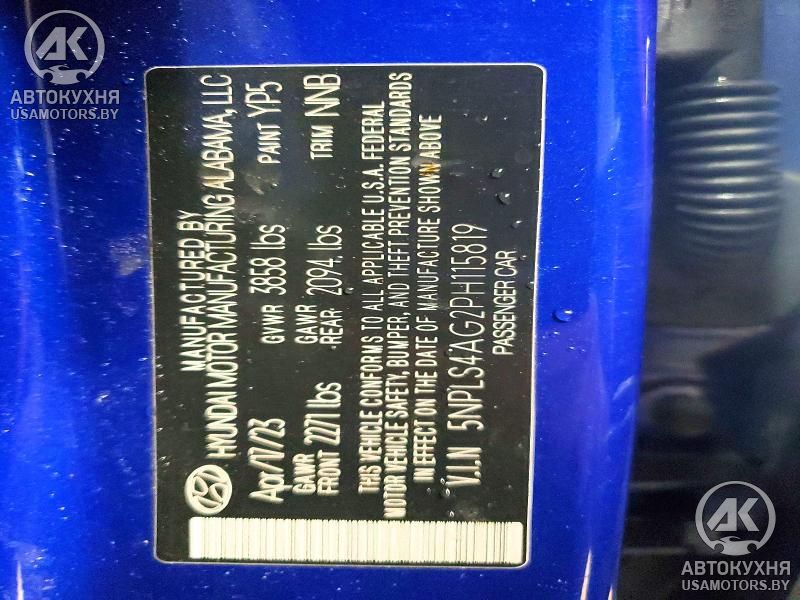 MANUFACTURED BY
HYUNDAI MOTOR MANUFACTURING ALABAMA, LLC
Apr/17/23 GVWR 3858 lbs PAINT YP5
GAWR FRONT 2271 lbs GAWR REAR 2094 lbs TRIM NNB
THIS VEHICLE CONFORMS TO ALL APPLICABLE U.S.A. FEDERAL
MOTOR VEHICLE SAFETY, BUMPER, AND THEFT PREVENTION STANDARDS
IN EFFECT ON THE DATE OF MANUFACTURE SHOWN ABOVE
V.I.N 5NPLS4AG2PH115819
PASSENGER CAR
АК
АВТОКУХНЯ
USAMOTORS.BY
АК
АВТОКУХНЯ
USAMOTORS.BY